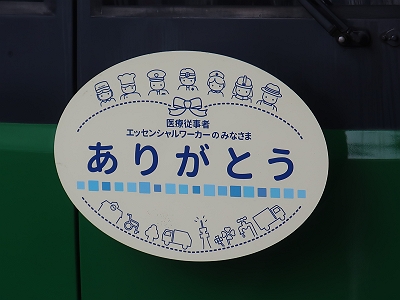 医療従事者
エッセンシャルワーカーのみなさま
ありがとう